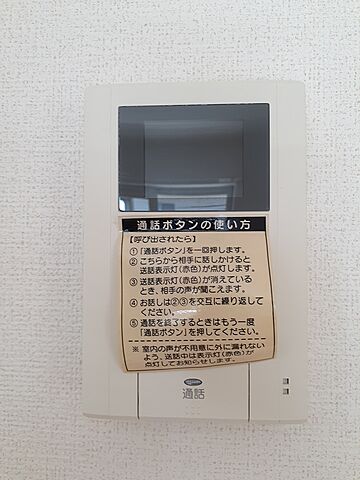 通話ボタンの使い方
【呼び出されたら】
①「通話ボタン」を一回押します。
②こちらから相手に話しかけると
送話表示灯(赤色)が点灯します。
③送話表示灯(赤色)が消えている
とき、相手の声が聞こえます。
④お話しは②③を交互に繰り返して
ください。
⑤通話を終了するときはもう一度
「通話ボタン」を押してください。
※室内の声が不用意に外に漏れない
よう、送話中は表示灯(赤色)が
点灯してお知らせします。
通話